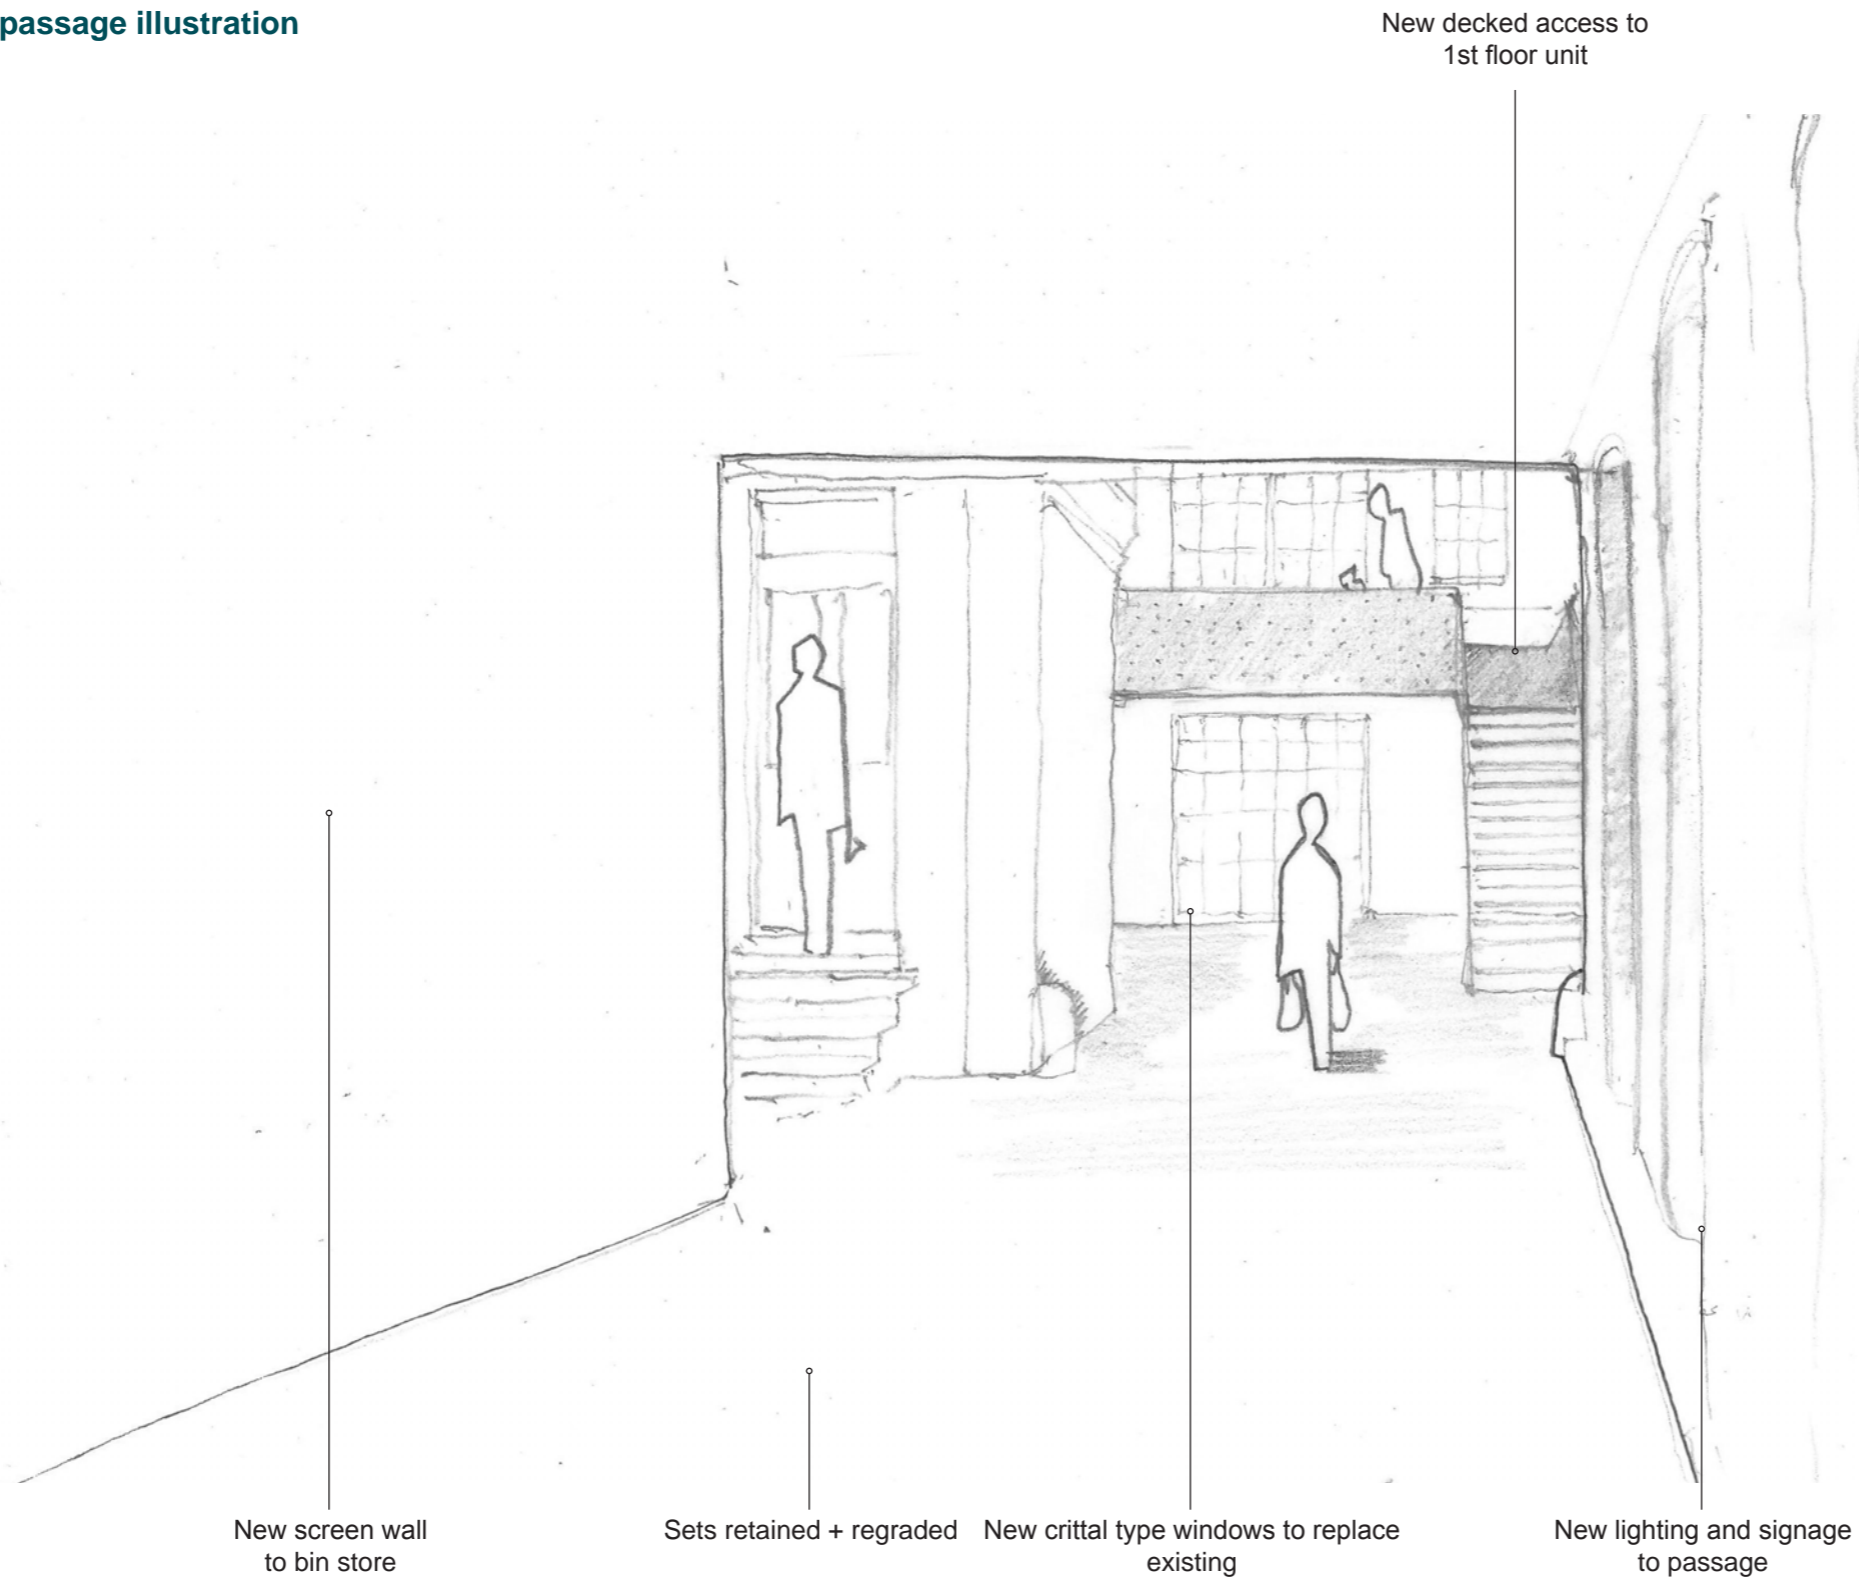 passage illustration
New decked access to
1st floor unit
New screen wall
to bin store
Sets retained + regraded
New crittal type windows to replace
existing
New lighting and signage
to passage